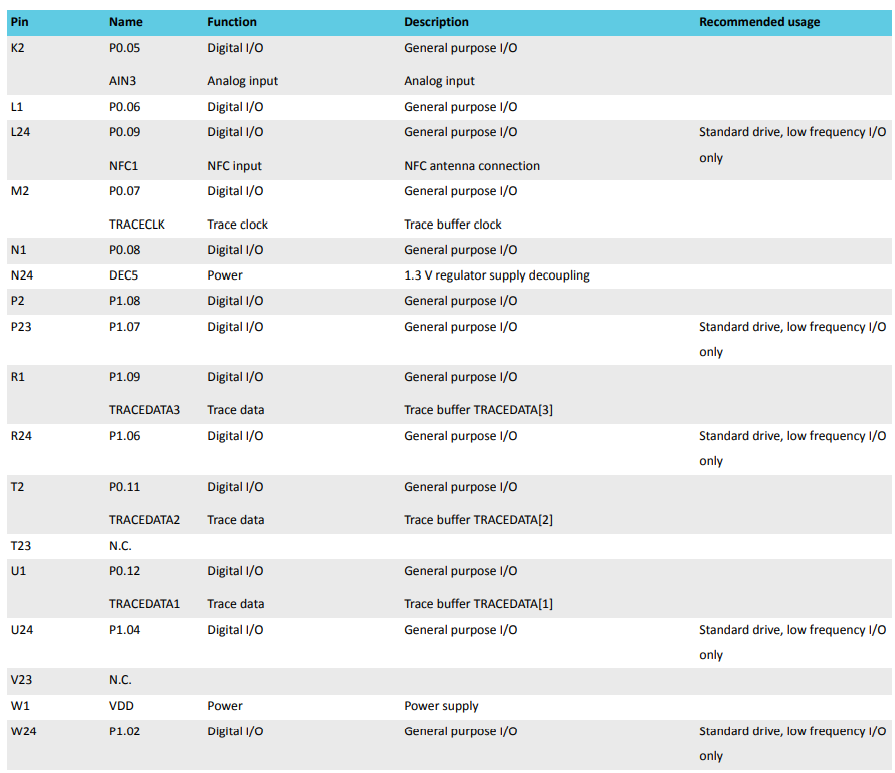 Pin Name Function Description Recommended usage
K2 P0.05 Digital I/O General purpose I/O
AIN3 Analog input Analog input
L1 P0.06 Digital I/O General purpose I/O
L24 P0.09 Digital I/O General purpose I/O Standard drive, low frequency I/O
only
NFC1 NFC input NFC antenna connection
M2 P0.07 Digital I/O General purpose I/O
TRACECLK Trace clock Trace buffer clock
N1 P0.08 Digital I/O General purpose I/O
N24 DEC5 Power 1.3 V regulator supply decoupling
P2 P1.08 Digital I/O General purpose I/O
P23 P1.07 Digital I/O General purpose I/O Standard drive, low frequency I/O
only
R1 P1.09 Digital I/O General purpose I/O
TRACEDATA3 Trace data Trace buffer TRACEDATA[3]
R24 P1.06 Digital I/O General purpose I/O Standard drive, low frequency I/O
only
T2 P0.11 Digital I/O General purpose I/O
TRACEDATA2 Trace data Trace buffer TRACEDATA[2]
T23 N.C.
U1 P0.12 Digital I/O General purpose I/O
TRACEDATA1 Trace data Trace buffer TRACEDATA[1]
U24 P1.04 Digital I/O General purpose I/O Standard drive, low frequency I/O
only
V23 N.C.
W1 VDD Power Power supply
W24 P1.02 Digital I/O General purpose I/O Standard drive, low frequency I/O
only